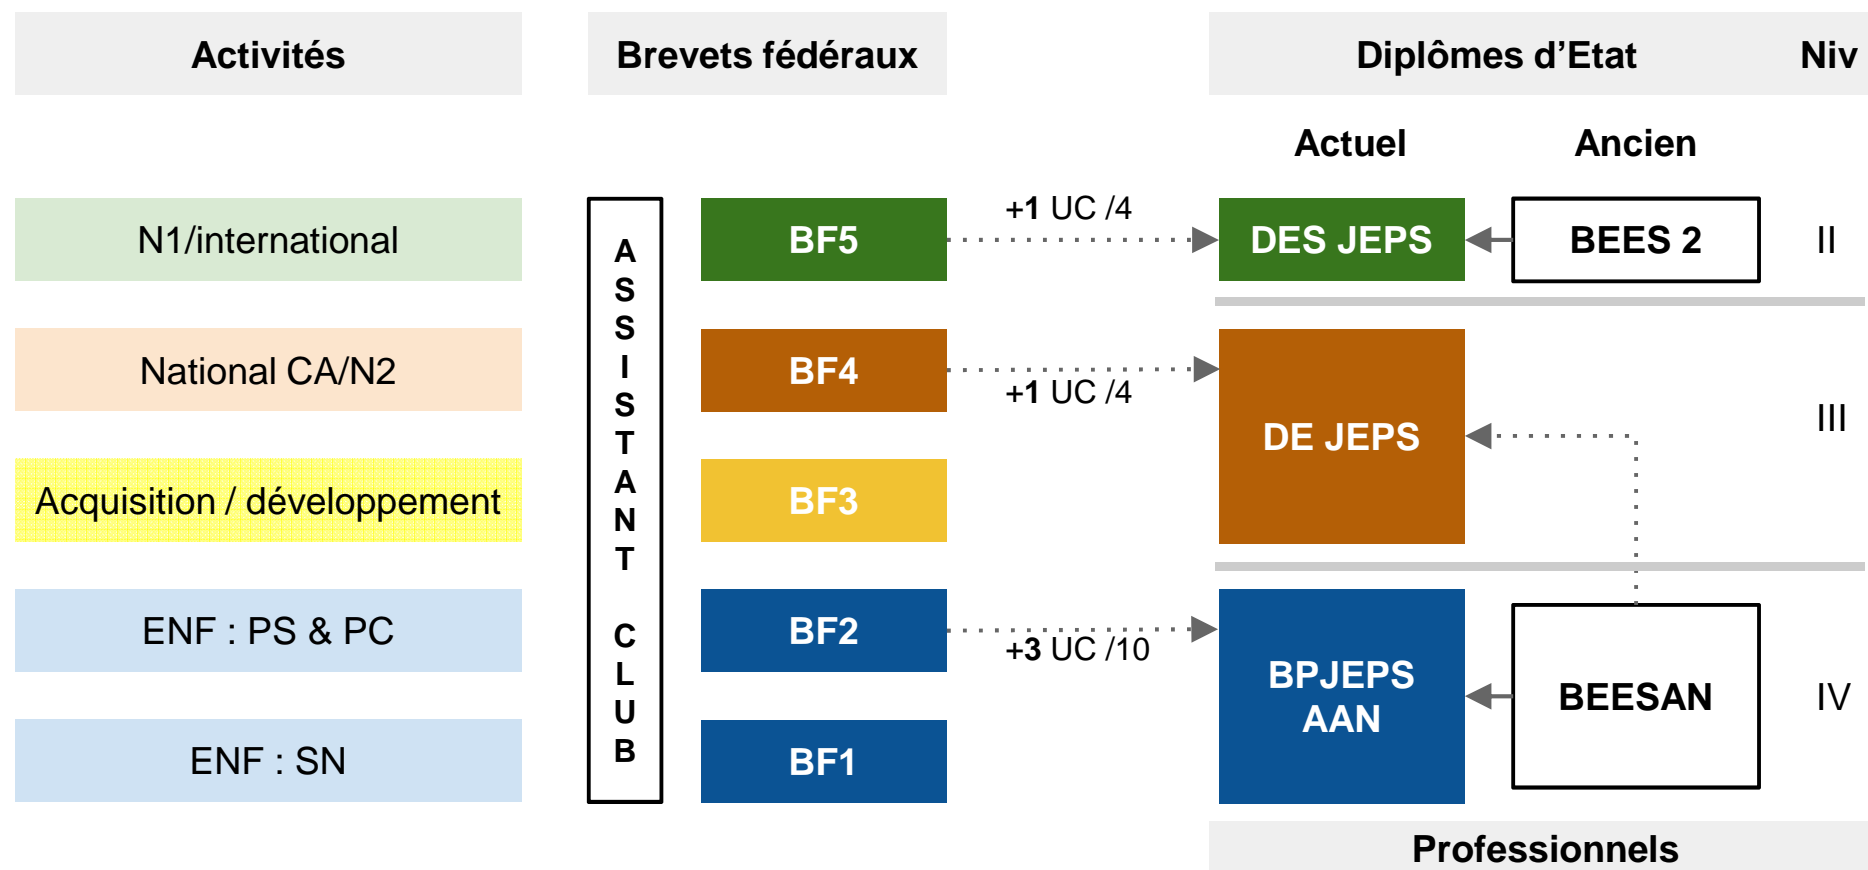 Activités
Brevets fédéraux
Diplômes d’Etat
Niv
Actuel
Ancien
N1/international
BF5
+1 UC /4
DES JEPS
BEES 2
II
National CA/N2
BF4
+1 UC /4
DE JEPS
III
Acquisition / développement
BF3
ENF : PS & PC
BF2
+3 UC /10
BPJEPS
AAN
BEESAN
IV
ENF : SN
BF1
ASSISTANT CLUB
Professionnels